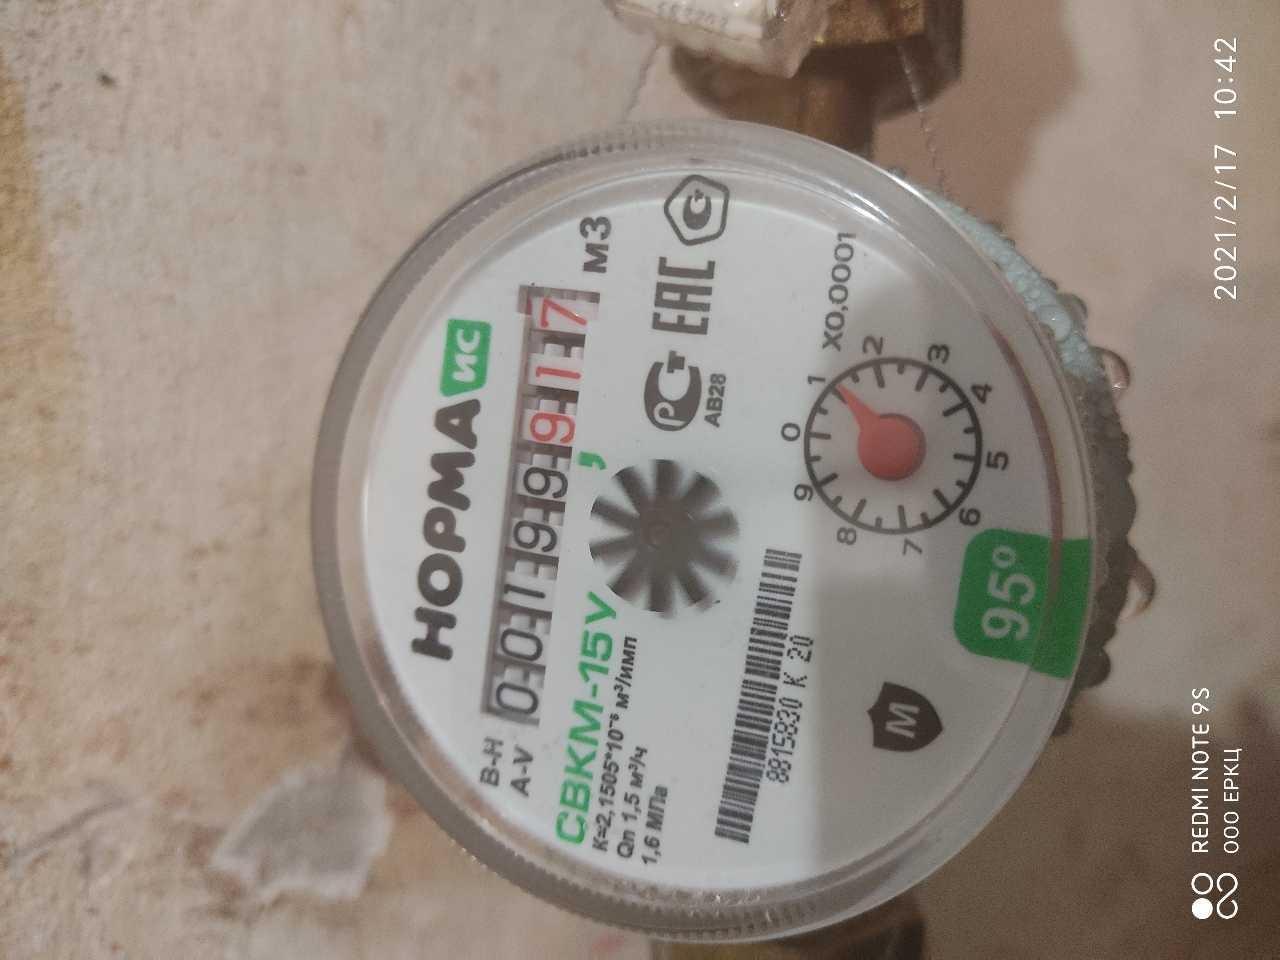 НОРМА ИС
В-Н
А-V
00199917 м3
,
СВКМ-15У
К=2,1505*10⁻⁶ м³/имп
Qn 1,5 м³/ч
1,6 МПа
РСТ ЕАС
АВ28
X0,0001
0 1 2 3 4 5 6 7 8 9
8815830 К 20
М
95°
2021/2/17 10:42
REDMI NOTE 9S
ООО ЕРКЦ